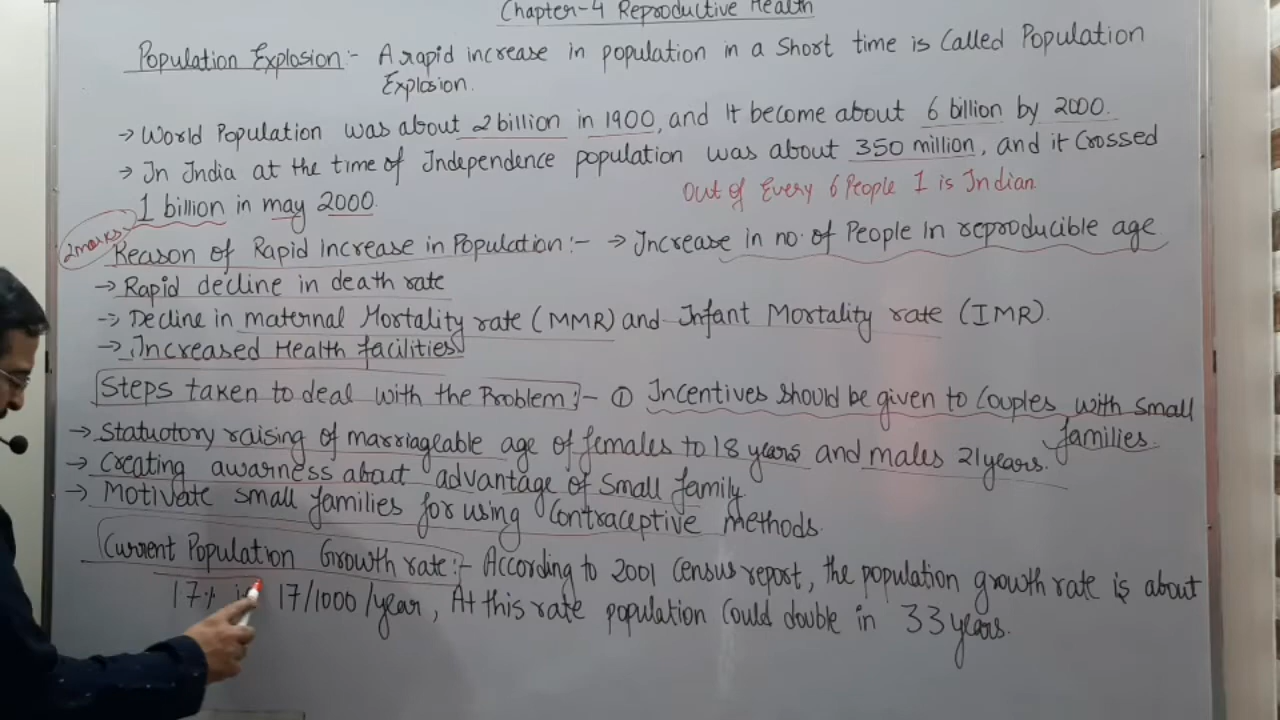 Chapter-4 Reproductive Health
Population Explosion:- A rapid increase in population in a Short time is Called Population
Explosion.
→ World Population was about 2 billion in 1900, and It become about 6 billion by 2000.
→ In India at the time of Independence population was about 350 million, and it Crossed
1 billion in may 2000.
Out of Every 6 People 1 is Indian
2 marks
Reason of Rapid increase in Population:- → Increase in no. of People in reproducible age
→ Rapid decline in death rate
→ Decline in maternal Mortality rate (MMR) and Infant Mortality rate (IMR).
→ Increased Health facilities
Steps taken to deal with the Problem:- ① Incentives should be given to Couples with small
families.
→ Statuotory raising of marriageable age of females to 18 years and males 21 years.
→ Creating awarness about advantage of Small family.
→ Motivate small families for using Contraceptive methods.
Current Population Growth rate:- According to 2001 Census report, the population growth rate is about
17/1000/year, At this rate population Could double in 33 years.